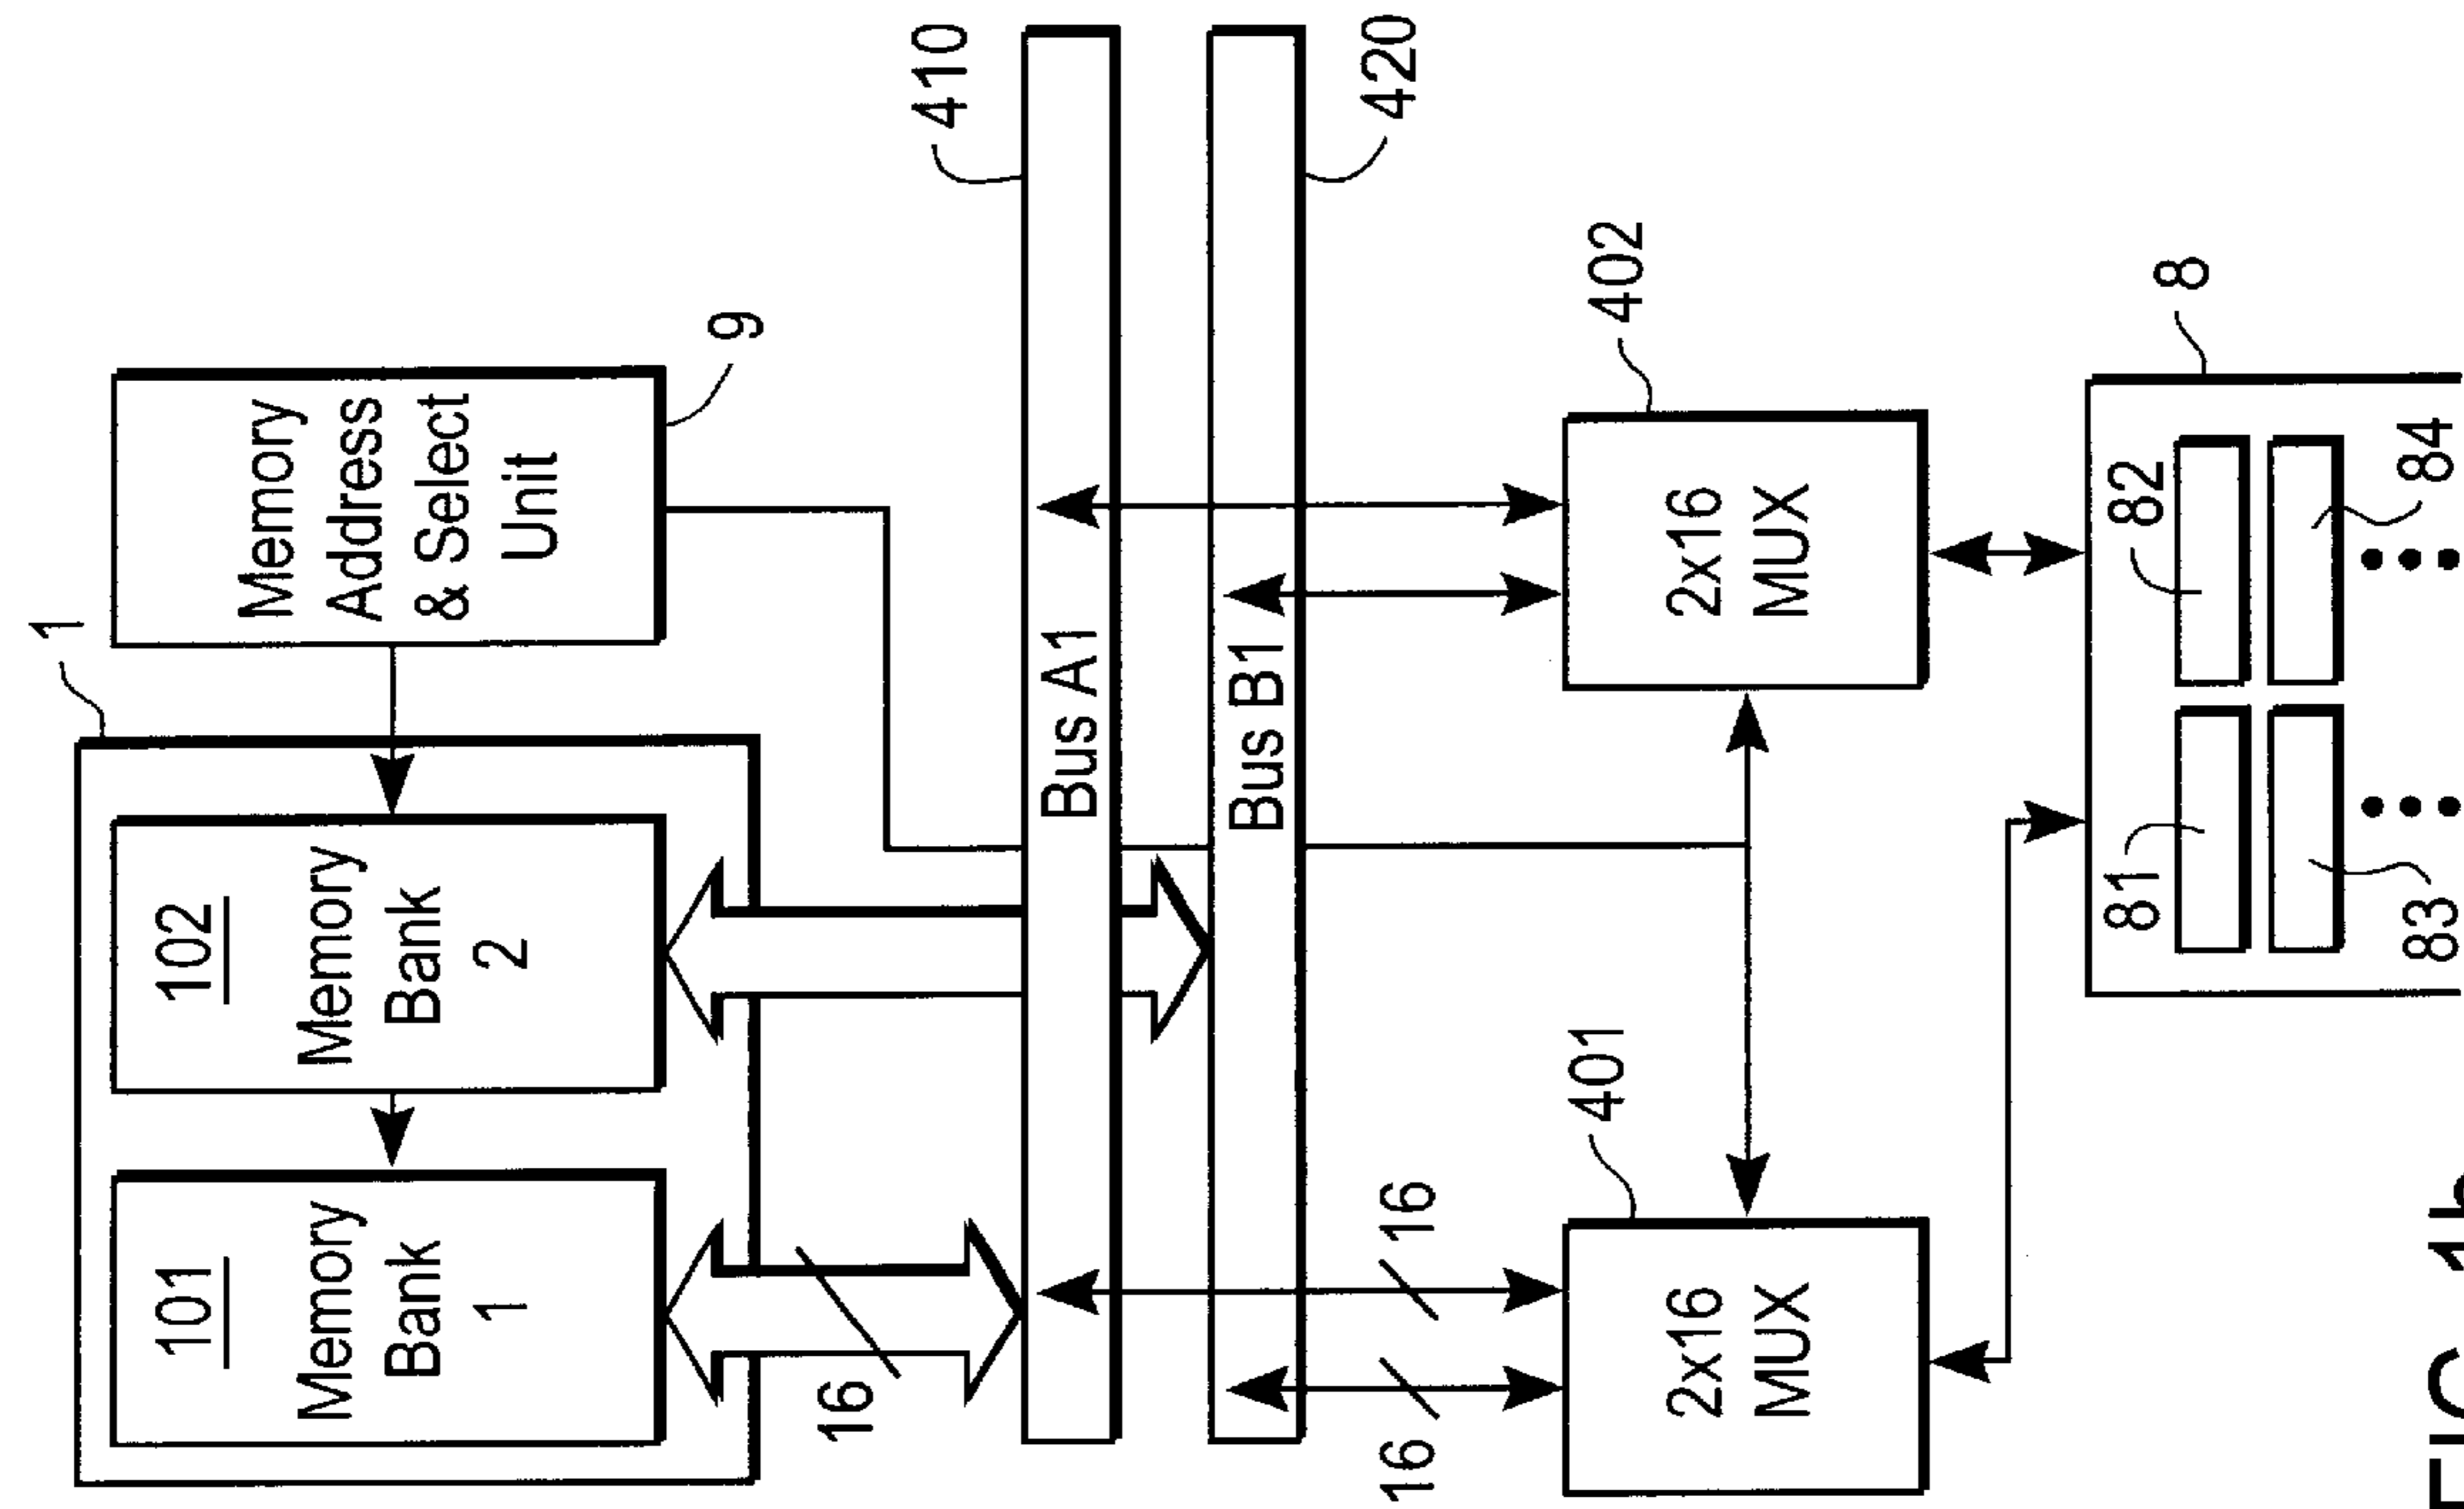 1
101
Memory
Bank
1
102
Memory
Bank
2
Memory
Address
& Select
Unit
9
16
410
Bus A1
Bus B1
420
16
16
401
402
2x16
MUX
2x16
MUX
8
81
82
83
84